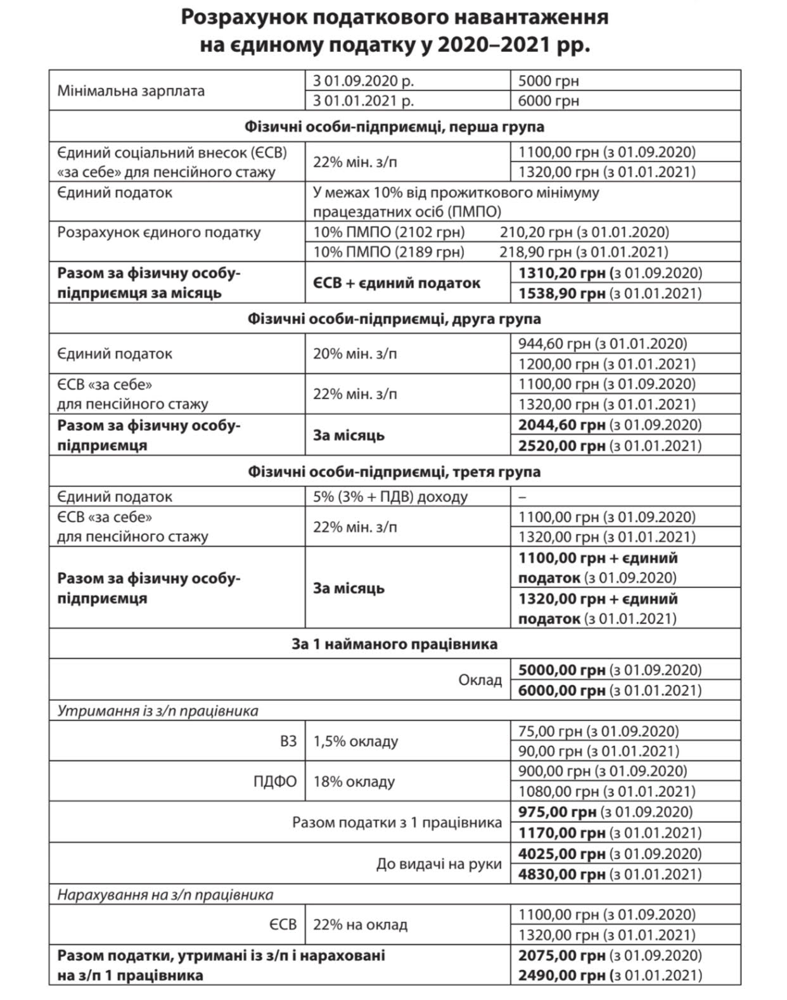 Розрахунок податкового навантаження
на єдиному податку у 2020–2021 рр.
Мінімальна зарплата
З 01.09.2020 р.
5000 грн
З 01.01.2021 р.
6000 грн
Фізичні особи-підприємці, перша група
Єдиний соціальний внесок (ЄСВ)
«за себе» для пенсійного стажу
22% мін. з/п
1100,00 грн (з 01.09.2020)
1320,00 грн (з 01.01.2021)
Єдиний податок
У межах 10% від прожиткового мінімуму
працездатних осіб (ПМПО)
Розрахунок єдиного податку
10% ПМПО (2102 грн) 210,20 грн (з 01.01.2020)
10% ПМПО (2189 грн) 218,90 грн (з 01.01.2021)
Разом за фізичну особу-
підприємця за місяць
ЄСВ + єдиний податок
1310,20 грн (з 01.09.2020)
1538,90 грн (з 01.01.2021)
Фізичні особи-підприємці, друга група
Єдиний податок
20% мін. з/п
944,60 грн (з 01.01.2020)
1200,00 грн (з 01.01.2021)
ЄСВ «за себе»
для пенсійного стажу
22% мін. з/п
1100,00 грн (з 01.09.2020)
1320,00 грн (з 01.01.2021)
Разом за фізичну особу-
підприємця
За місяць
2044,60 грн (з 01.09.2020)
2520,00 грн (з 01.01.2021)
Фізичні особи-підприємці, третя група
Єдиний податок
5% (3% + ПДВ) доходу
–
ЄСВ «за себе»
для пенсійного стажу
22% мін. з/п
1100,00 грн (з 01.09.2020)
1320,00 грн (з 01.01.2021)
Разом за фізичну особу-
підприємця
За місяць
1100,00 грн + єдиний
податок (з 01.09.2020)
1320,00 грн + єдиний
податок (з 01.01.2021)
За 1 найманого працівника
Оклад
5000,00 грн (з 01.09.2020)
6000,00 грн (з 01.01.2021)
Утримання із з/п працівника
ВЗ
1,5% окладу
75,00 грн (з 01.09.2020)
90,00 грн (з 01.01.2021)
ПДФО
18% окладу
900,00 грн (з 01.09.2020)
1080,00 грн (з 01.01.2021)
Разом податки з 1 працівника
975,00 грн (з 01.09.2020)
1170,00 грн (з 01.01.2021)
До видачі на руки
4025,00 грн (з 01.09.2020)
4830,00 грн (з 01.01.2021)
Нарахування на з/п працівника
ЄСВ
22% на оклад
1100,00 грн (з 01.09.2020)
1320,00 грн (з 01.01.2021)
Разом податки, утримані із з/п і нараховані
на з/п 1 працівника
2075,00 грн (з 01.09.2020)
2490,00 грн (з 01.01.2021)